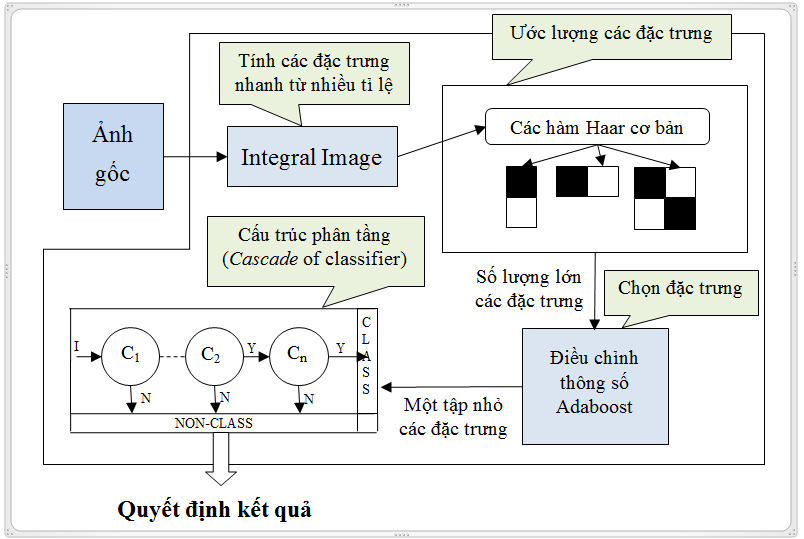 Ước lượng các đặc trưng
Tính các đặc trưng
nhanh từ nhiều tỉ lệ
Ảnh
gốc
Integral Image
Các hàm Haar cơ bản
Cấu trúc phân tầng
(Cascade of classifier)
Số lượng lớn
các đặc trưng
Chọn đặc trưng
I
C1
C2
Y
Cn
Y
C
L
A
S
S
N
N
N
NON-CLASS
Một tập nhỏ
các đặc trưng
Điều chỉnh
thông số
Adaboost
Quyết định kết quả